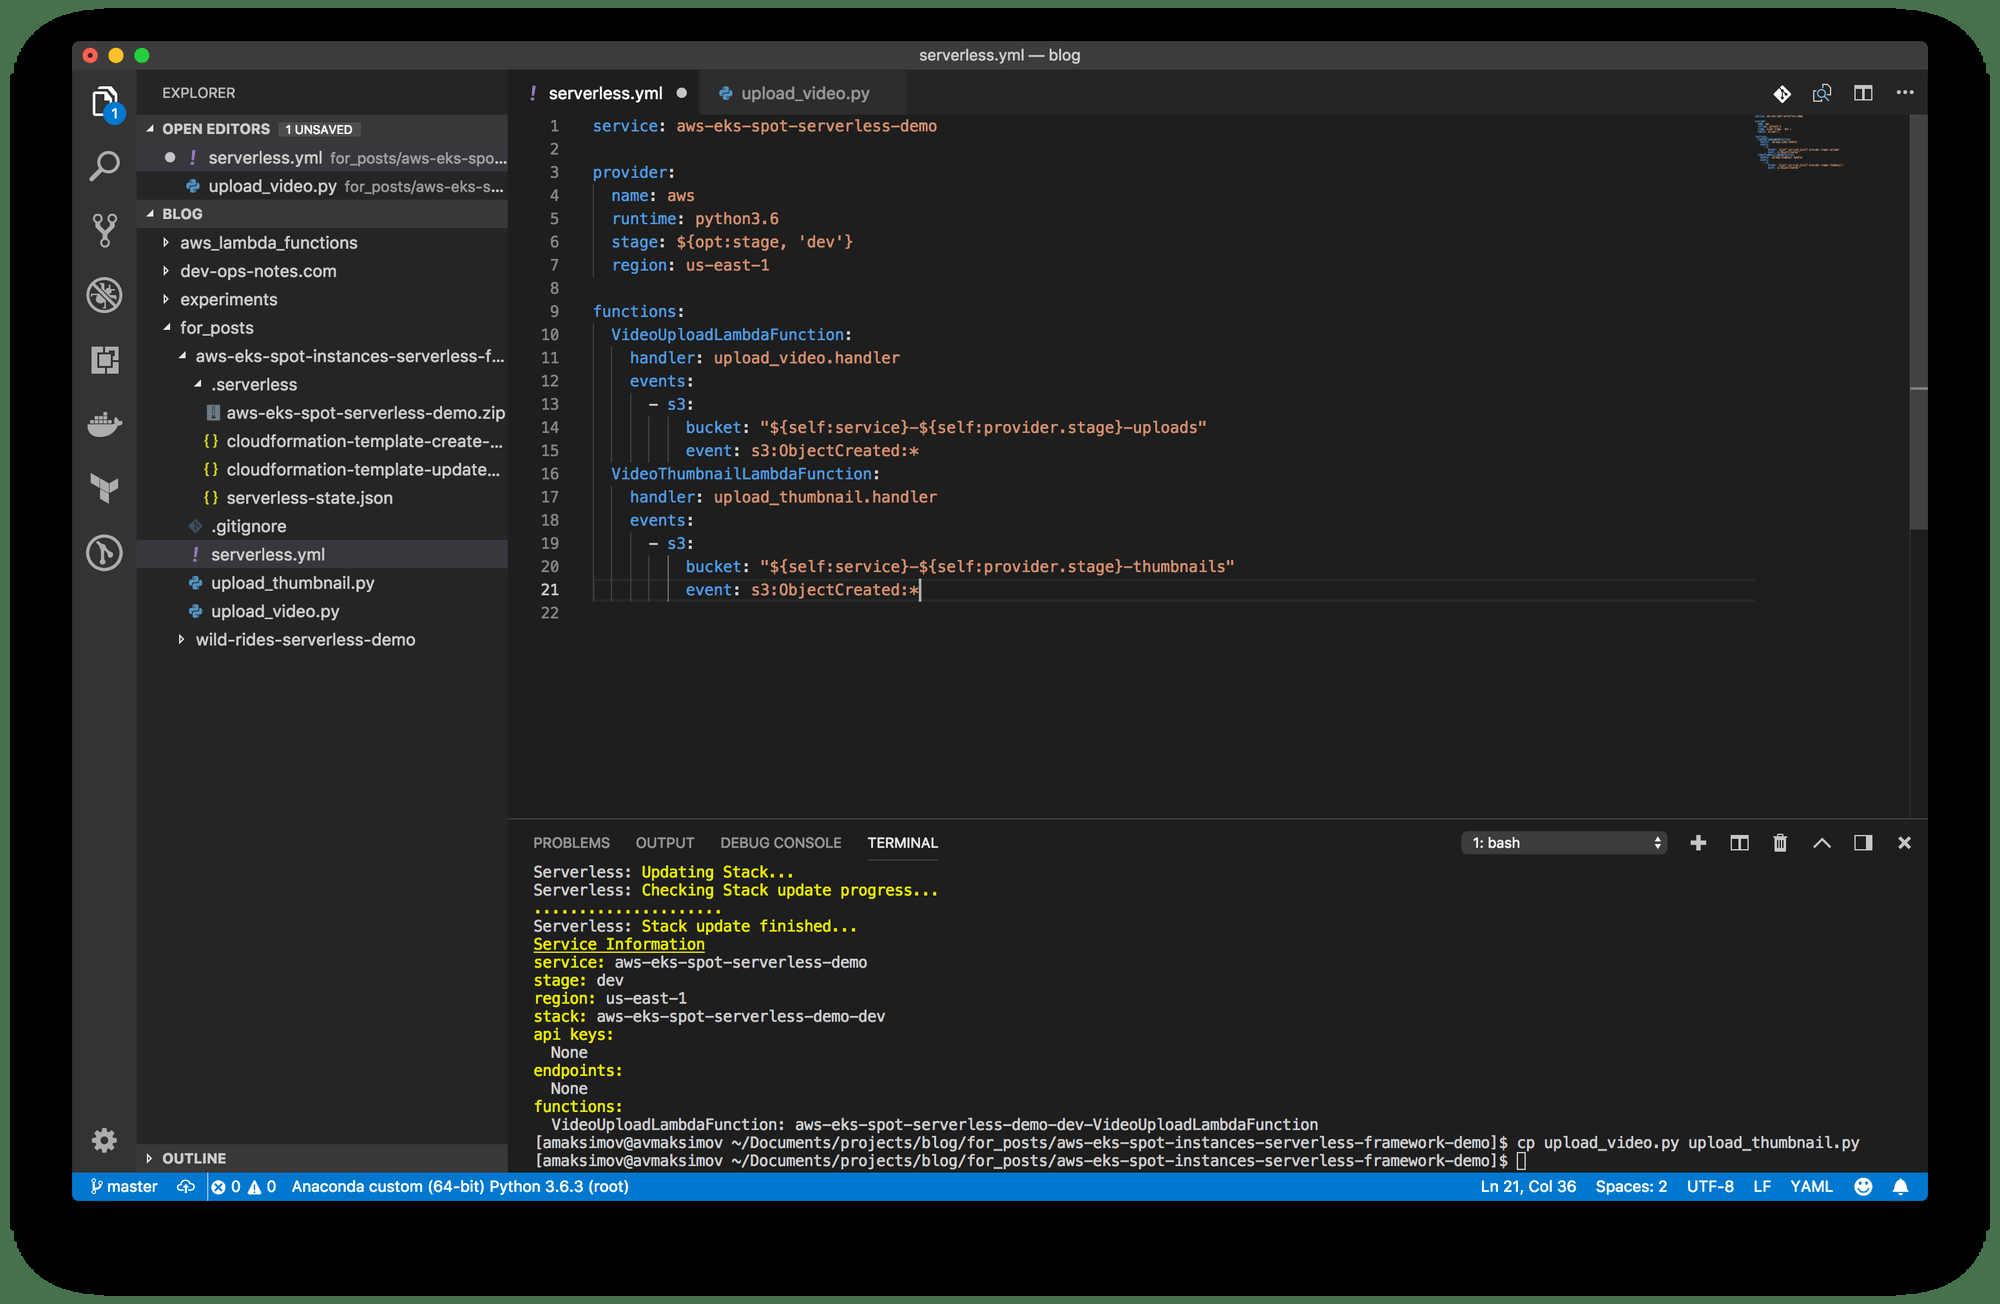 serverless.yml — blog
EXPLORER
OPEN EDITORS 1 UNSAVED
serverless.yml for_posts/aws-eks-spo...
upload_video.py for_posts/aws-eks-s...
BLOG
aws_lambda_functions
dev-ops-notes.com
experiments
for_posts
aws-eks-spot-instances-serverless-f...
.serverless
aws-eks-spot-serverless-demo.zip
{} cloudformation-template-create-...
{} cloudformation-template-update...
{} serverless-state.json
.gitignore
! serverless.yml
upload_thumbnail.py
upload_video.py
wild-rides-serverless-demo
OUTLINE
1
! serverless.yml
upload_video.py
1 service: aws-eks-spot-serverless-demo
2
3 provider:
4 name: aws
5 runtime: python3.6
6 stage: ${opt:stage, 'dev'}
7 region: us-east-1
8
9 functions:
10 VideoUploadLambdaFunction:
11 handler: upload_video.handler
12 events:
13 - s3:
14 bucket: "${self:service}-${self:provider.stage}-uploads"
15 event: s3:ObjectCreated:*
16 VideoThumbnailLambdaFunction:
17 handler: upload_thumbnail.handler
18 events:
19 - s3:
20 bucket: "${self:service}-${self:provider.stage}-thumbnails"
21 event: s3:ObjectCreated:*
22
PROBLEMS OUTPUT DEBUG CONSOLE TERMINAL 1: bash
Serverless: Updating Stack...
Serverless: Checking Stack update progress...
.....................
Serverless: Stack update finished...
Service Information
service: aws-eks-spot-serverless-demo
stage: dev
region: us-east-1
stack: aws-eks-spot-serverless-demo-dev
api keys:
None
endpoints:
None
functions:
VideoUploadLambdaFunction: aws-eks-spot-serverless-demo-dev-VideoUploadLambdaFunction
[amaksimov@avmaksimov ~/Documents/projects/blog/for_posts/aws-eks-spot-instances-serverless-framework-demo]$ cp upload_video.py upload_thumbnail.py
[amaksimov@avmaksimov ~/Documents/projects/blog/for_posts/aws-eks-spot-instances-serverless-framework-demo]$
master 0 0 Anaconda custom (64-bit) Python 3.6.3 (root) Ln 21, Col 36 Spaces: 2 UTF-8 LF YAML